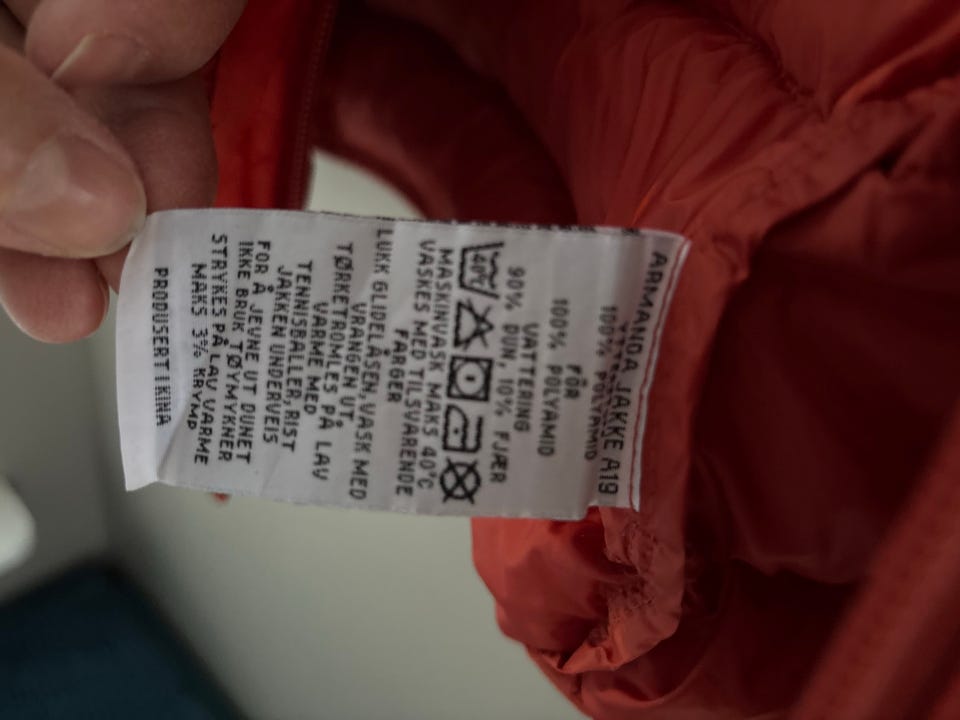 ARMANDA JAKKE A19
100% POLYAMID
FÔR
100% POLYAMID
VATTERING
90% DUN, 10% FJÆR
40°C
MASKINVASK MAKS 40°C
VASKES MED TILSVARENDE
FARGER
LUKK GLIDELÅSEN, VASK MED
VRANGEN UT
TØRKETROMLES PÅ LAV
VARME MED
TENNISBALLER, RIST
JAKKEN UNDERVEIS
FOR Å JEVNE UT DUNET
IKKE BRUK TØYMYKNER
STRYKES PÅ LAV VARME
MAKS 3% KRYMP
PRODUSERT I KINA